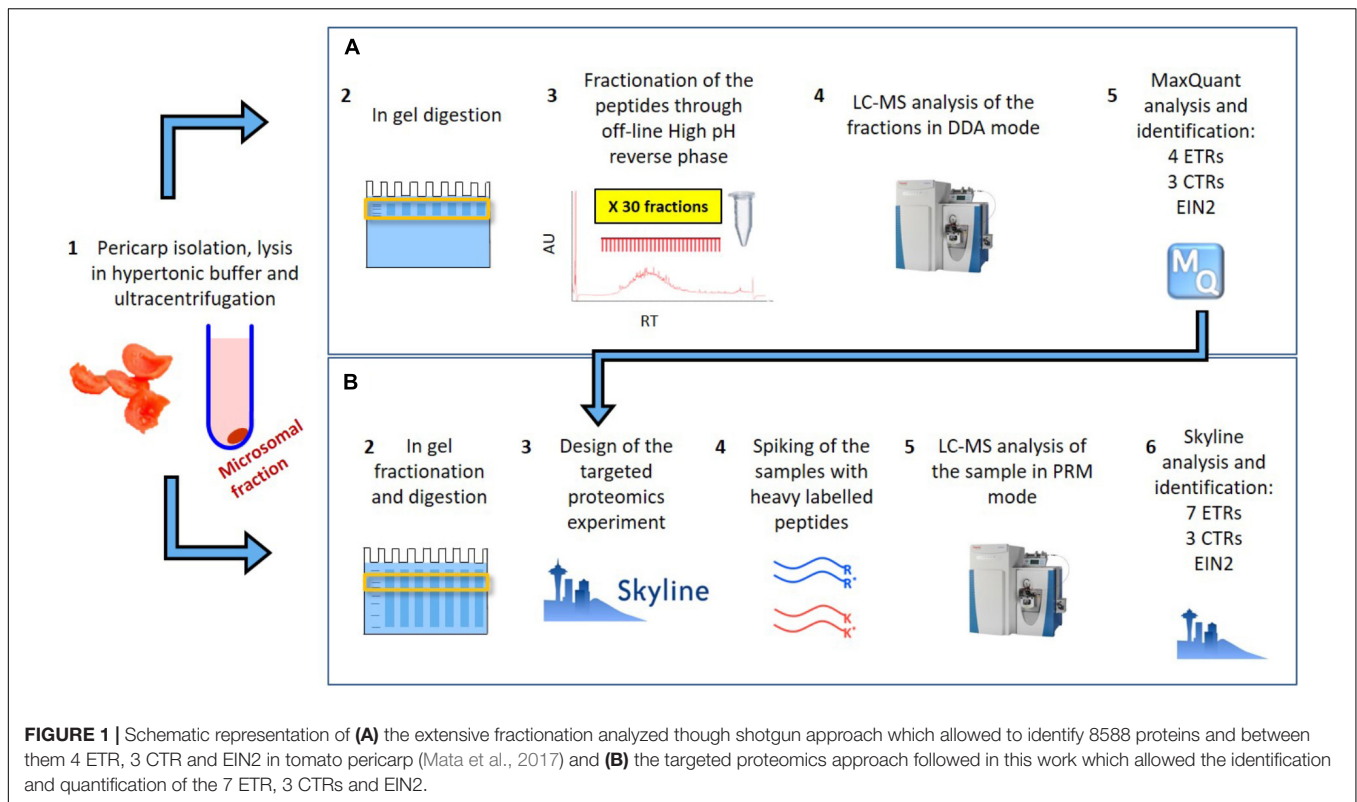 A
2
In gel digestion
3
Fractionation of the
peptides through
off-line High pH
reverse phase
X 30 fractions
AU
RT
4
LC-MS analysis of the
fractions in DDA mode
5
MaxQuant
analysis and
identification:
4 ETRs
3 CTRs
EIN2
M
Q
1
Pericarp isolation, lysis
in hypertonic buffer and
ultracentrifugation
Microsomal
fraction
B
2
In gel
fractionation
and digestion
3
Design of the
targeted
proteomics
experiment
Skyline
4
Spiking of the
samples with
heavy labelled
peptides
R
R*
K
K*
5
LC-MS analysis of
the sample in PRM
mode
6
Skyline
analysis and
identification:
7 ETRs
3 CTRs
EIN2
FIGURE 1 | Schematic representation of (A) the extensive fractionation analyzed though shotgun approach which allowed to identify 8588 proteins and between
them 4 ETR, 3 CTR and EIN2 in tomato pericarp (Mata et al., 2017) and (B) the targeted proteomics approach followed in this work which allowed the identification
and quantification of the 7 ETR, 3 CTRs and EIN2.